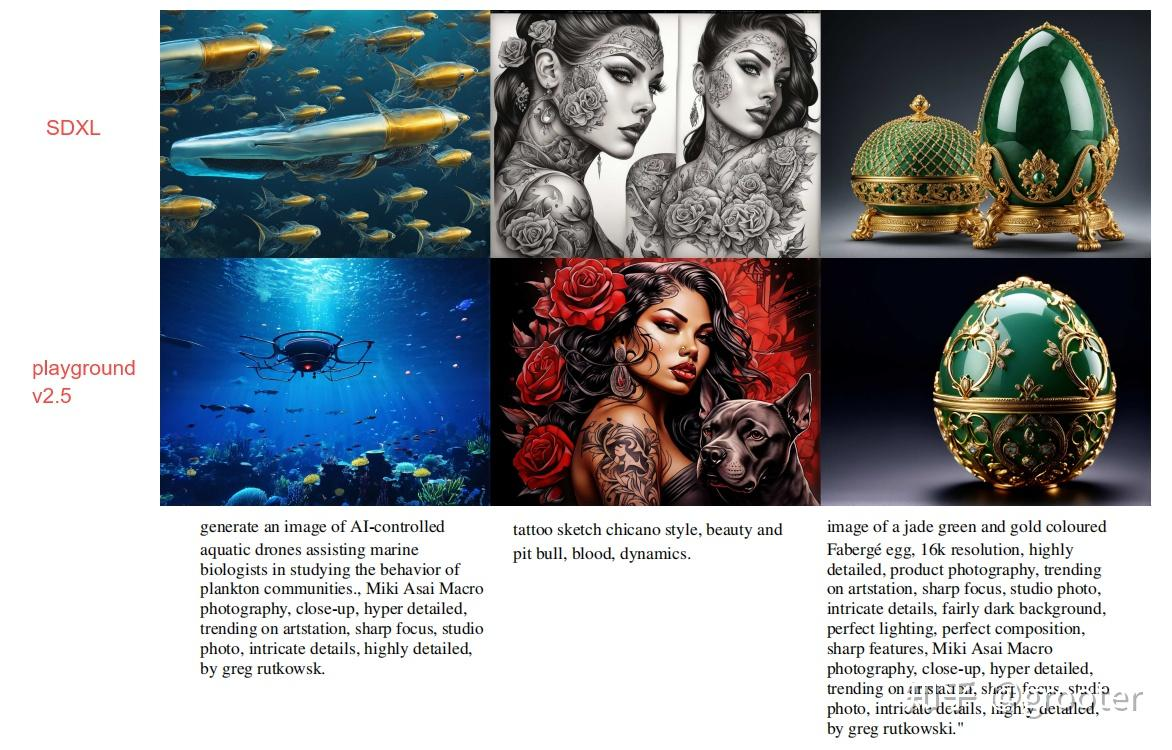 SDXL
playground
v2.5
generate an image of AI-controlled
aquatic drones assisting marine
biologists in studying the behavior of
plankton communities., Miki Asai Macro
photography, close-up, hyper detailed,
trending on artstation, sharp focus, studio
photo, intricate details, highly detailed,
by greg rutkowsk.
tattoo sketch chicano style, beauty and
pit bull, blood, dynamics.
image of a jade green and gold coloured
Fabergé egg, 16k resolution, highly
detailed, product photography, trending
on artstation, sharp focus, studio photo,
intricate details, fairly dark background,
perfect lighting, perfect composition,
sharp features, Miki Asai Macro
photography, close-up, hyper detailed,
trending on artstation, sharp focus, studio
photo, intricate details, highly detailed,
by greg rutkowski."
知乎 @grooter